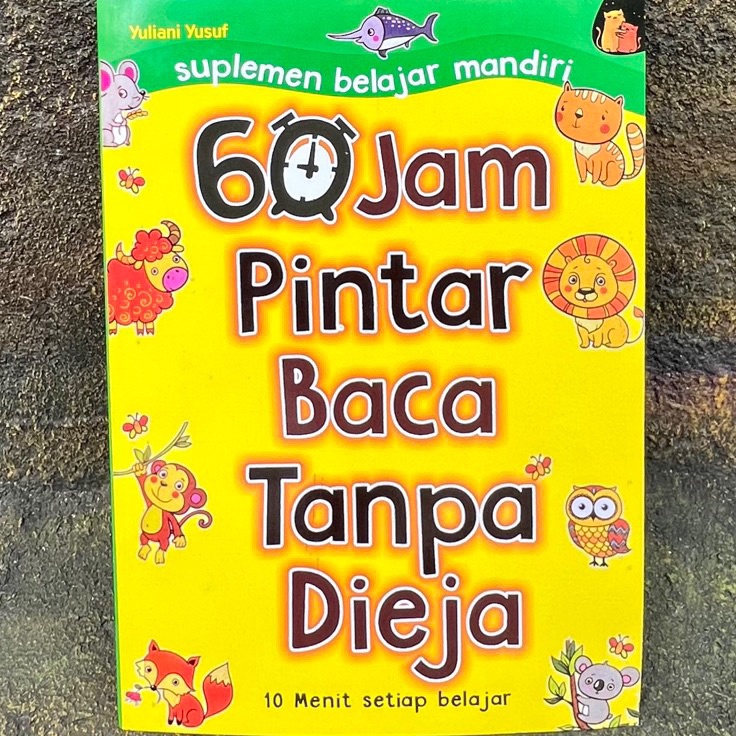 Yuliani Yusuf
suplemen belajar mandiri
60 Jam
Pintar
Baca
Tanpa
Dieja
10 Menit setiap belajar